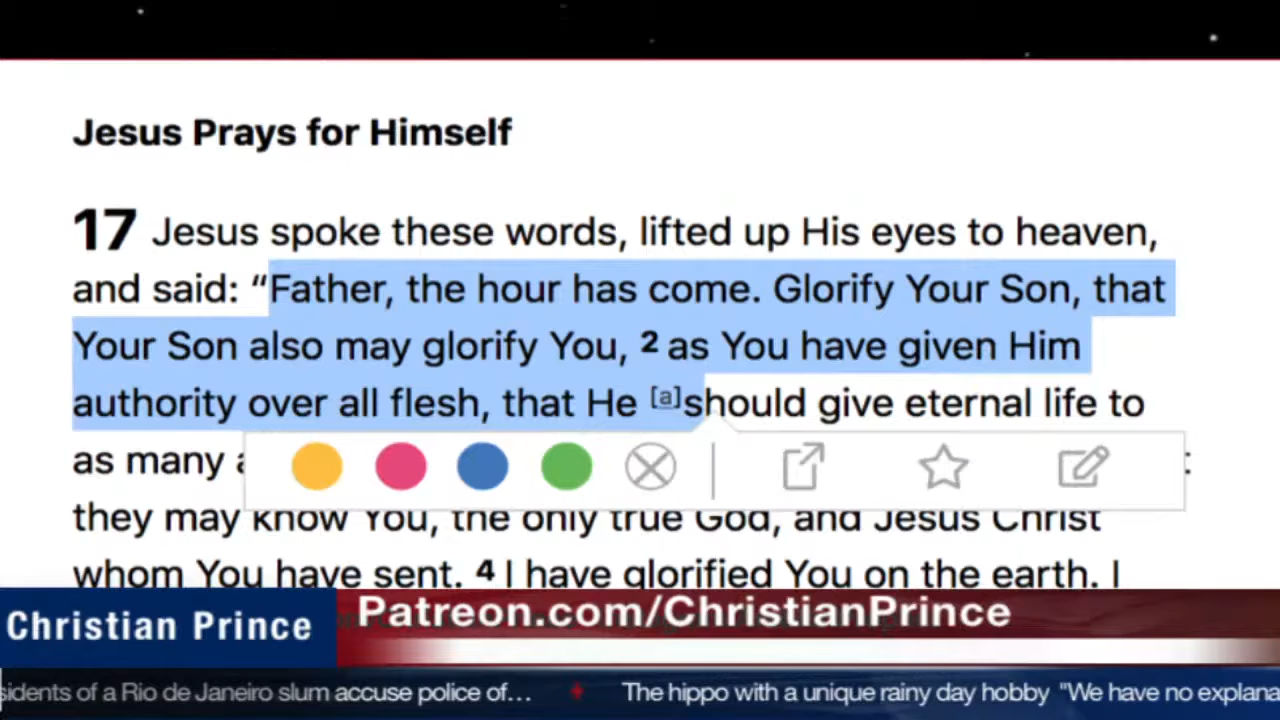 Jesus Prays for Himself
17 Jesus spoke these words, lifted up His eyes to heaven,
and said: “Father, the hour has come. Glorify Your Son, that
Your Son also may glorify You, 2 as You have given Him
authority over all flesh, that He [a]should give eternal life to
as many
they may know You, the only true God, and Jesus Christ
whom You have sent. 4 I have glorified You on the earth. I
Christian Prince
Patreon.com/ChristianPrince
sidents of a Rio de Janeiro slum accuse police of... The hippo with a unique rainy day hobby "We have no explana